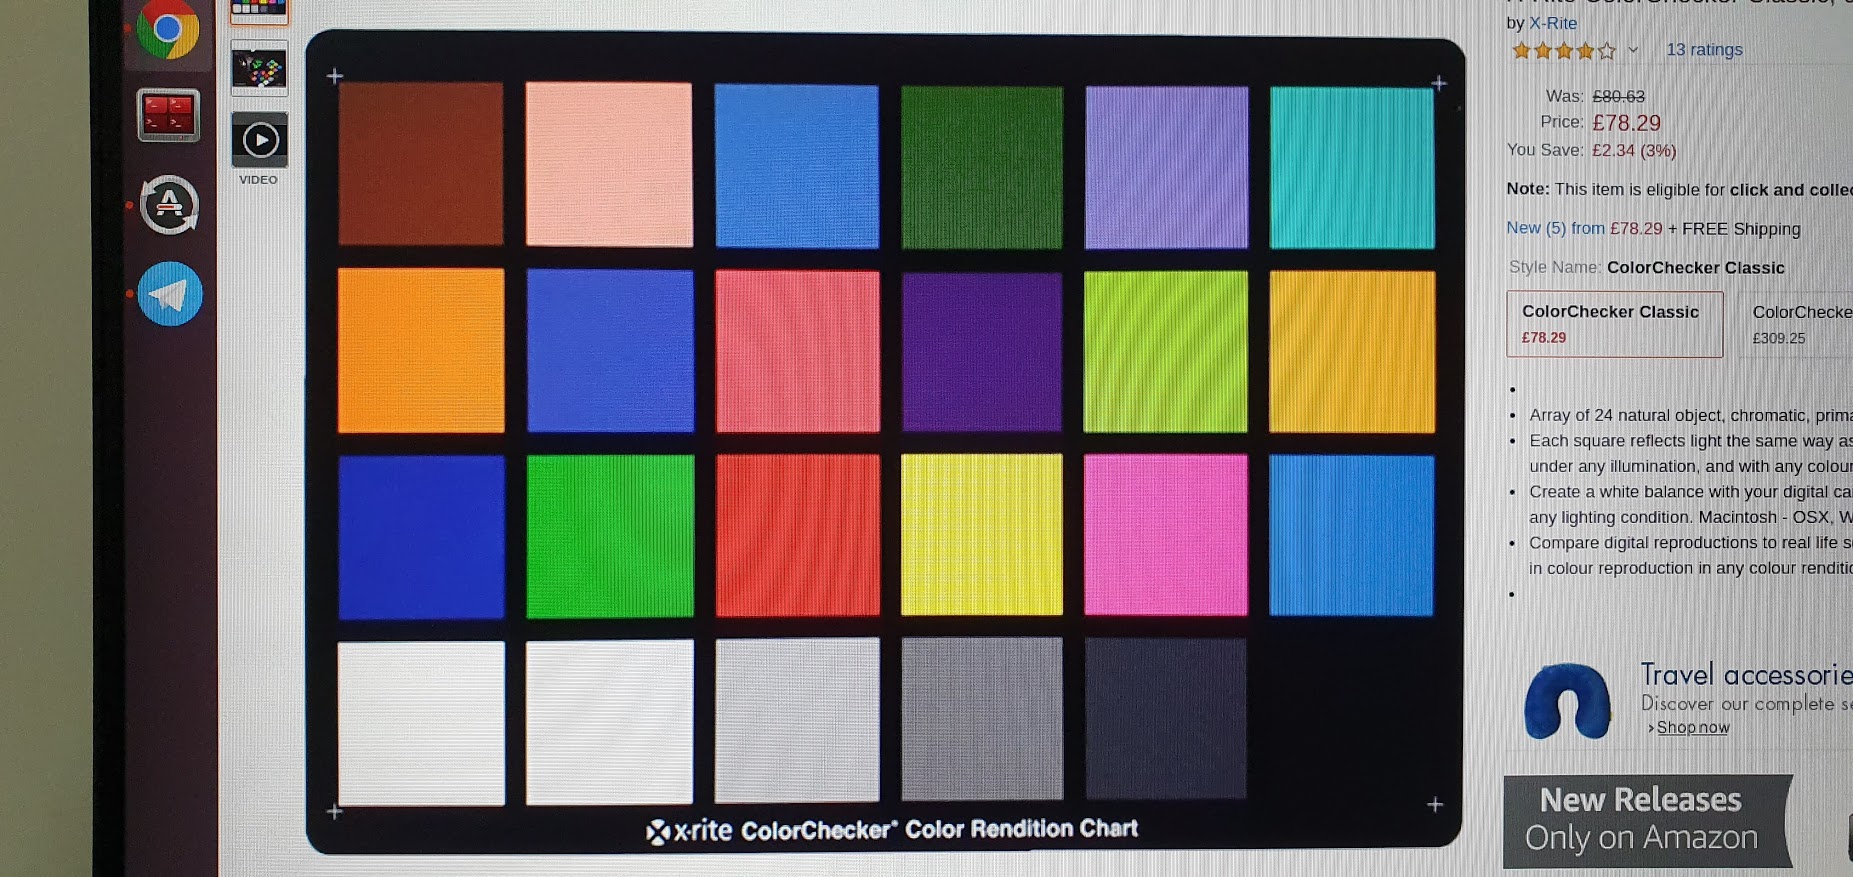 VIDEO
x·rite ColorChecker® Color Rendition Chart
X-Rite ColorChecker Classic,
by X-Rite
13 ratings
Was: £80.63
Price: £78.29
You Save: £2.34 (3%)
Note: This item is eligible for click and collec
New (5) from £78.29 + FREE Shipping
Style Name: ColorChecker Classic
ColorChecker Classic
£78.29
ColorChecke
£309.25
• Array of 24 natural object, chromatic, prima
• Each square reflects light the same way as
under any illumination, and with any colour
• Create a white balance with your digital ca
any lighting condition. Macintosh - OSX, W
• Compare digital reproductions to real life s
in colour reproduction in any colour renditio
Travel accessorie
Discover our complete se
› Shop now
New Releases
Only on Amazon